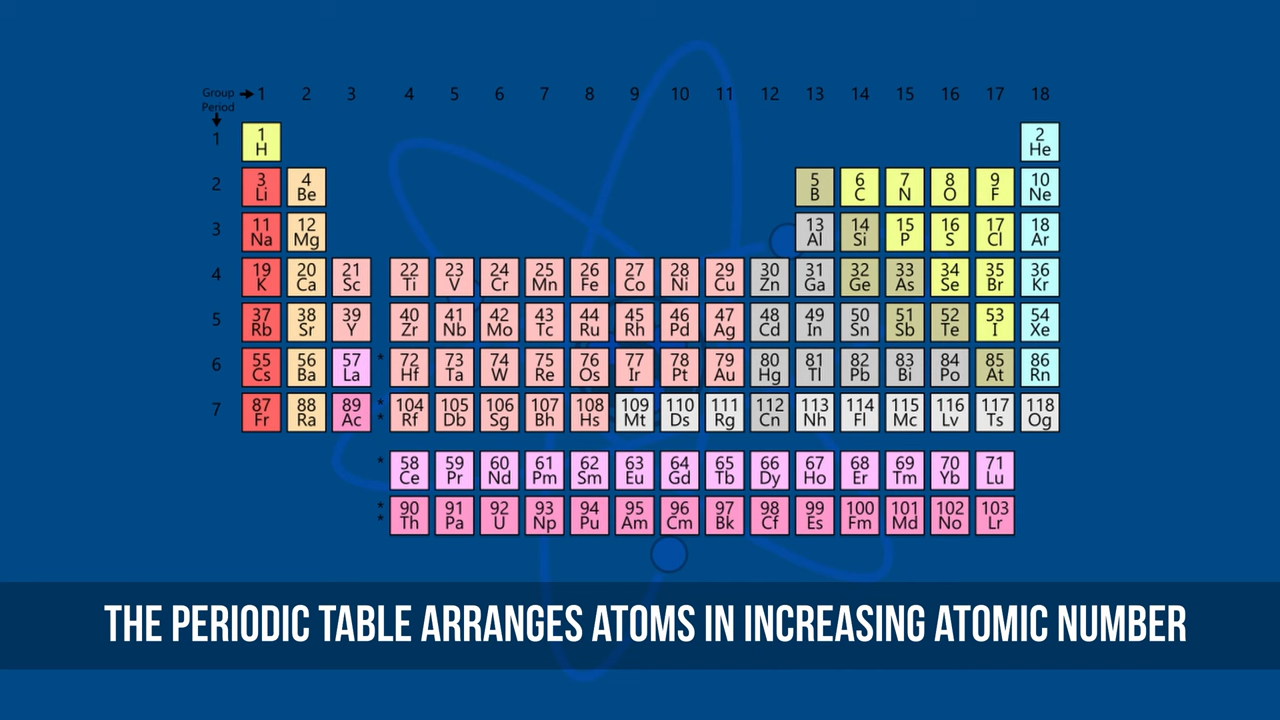 Group → 1 2 3 4 5 6 7 8 9 10 11 12 13 14 15 16 17 18
Period
↓
1 1 2
H He
2 3 4 5 6 7 8 9 10
Li Be B C N O F Ne
3 11 12 13 14 15 16 17 18
Na Mg Al Si P S Cl Ar
4 19 20 21 22 23 24 25 26 27 28 29 30 31 32 33 34 35 36
K Ca Sc Ti V Cr Mn Fe Co Ni Cu Zn Ga Ge As Se Br Kr
5 37 38 39 40 41 42 43 44 45 46 47 48 49 50 51 52 53 54
Rb Sr Y Zr Nb Mo Tc Ru Rh Pd Ag Cd In Sn Sb Te I Xe
6 55 56 57 * 72 73 74 75 76 77 78 79 80 81 82 83 84 85 86
Cs Ba La Hf Ta W Re Os Ir Pt Au Hg Tl Pb Bi Po At Rn
7 87 88 89 * 104 105 106 107 108 109 110 111 112 113 114 115 116 117 118
Fr Ra Ac * Rf Db Sg Bh Hs Mt Ds Rg Cn Nh Fl Mc Lv Ts Og
* 58 59 60 61 62 63 64 65 66 67 68 69 70 71
Ce Pr Nd Pm Sm Eu Gd Tb Dy Ho Er Tm Yb Lu
* 90 91 92 93 94 95 96 97 98 99 100 101 102 103
* Th Pa U Np Pu Am Cm Bk Cf Es Fm Md No Lr
THE PERIODIC TABLE ARRANGES ATOMS IN INCREASING ATOMIC NUMBER